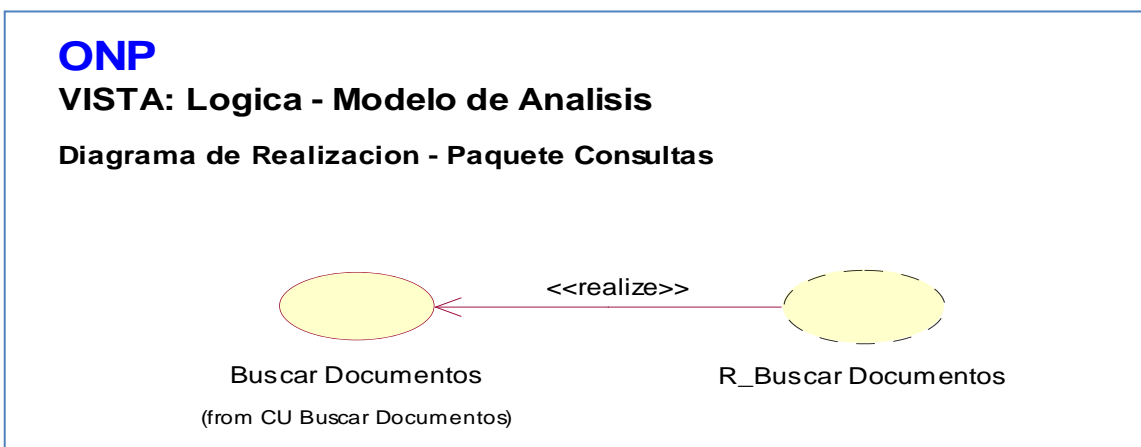 ONP
VISTA: Logica - Modelo de Analisis
Diagrama de Realizacion - Paquete Consultas
<<realize>>
Buscar Documentos
R_Buscar Documentos
(from CU Buscar Documentos)